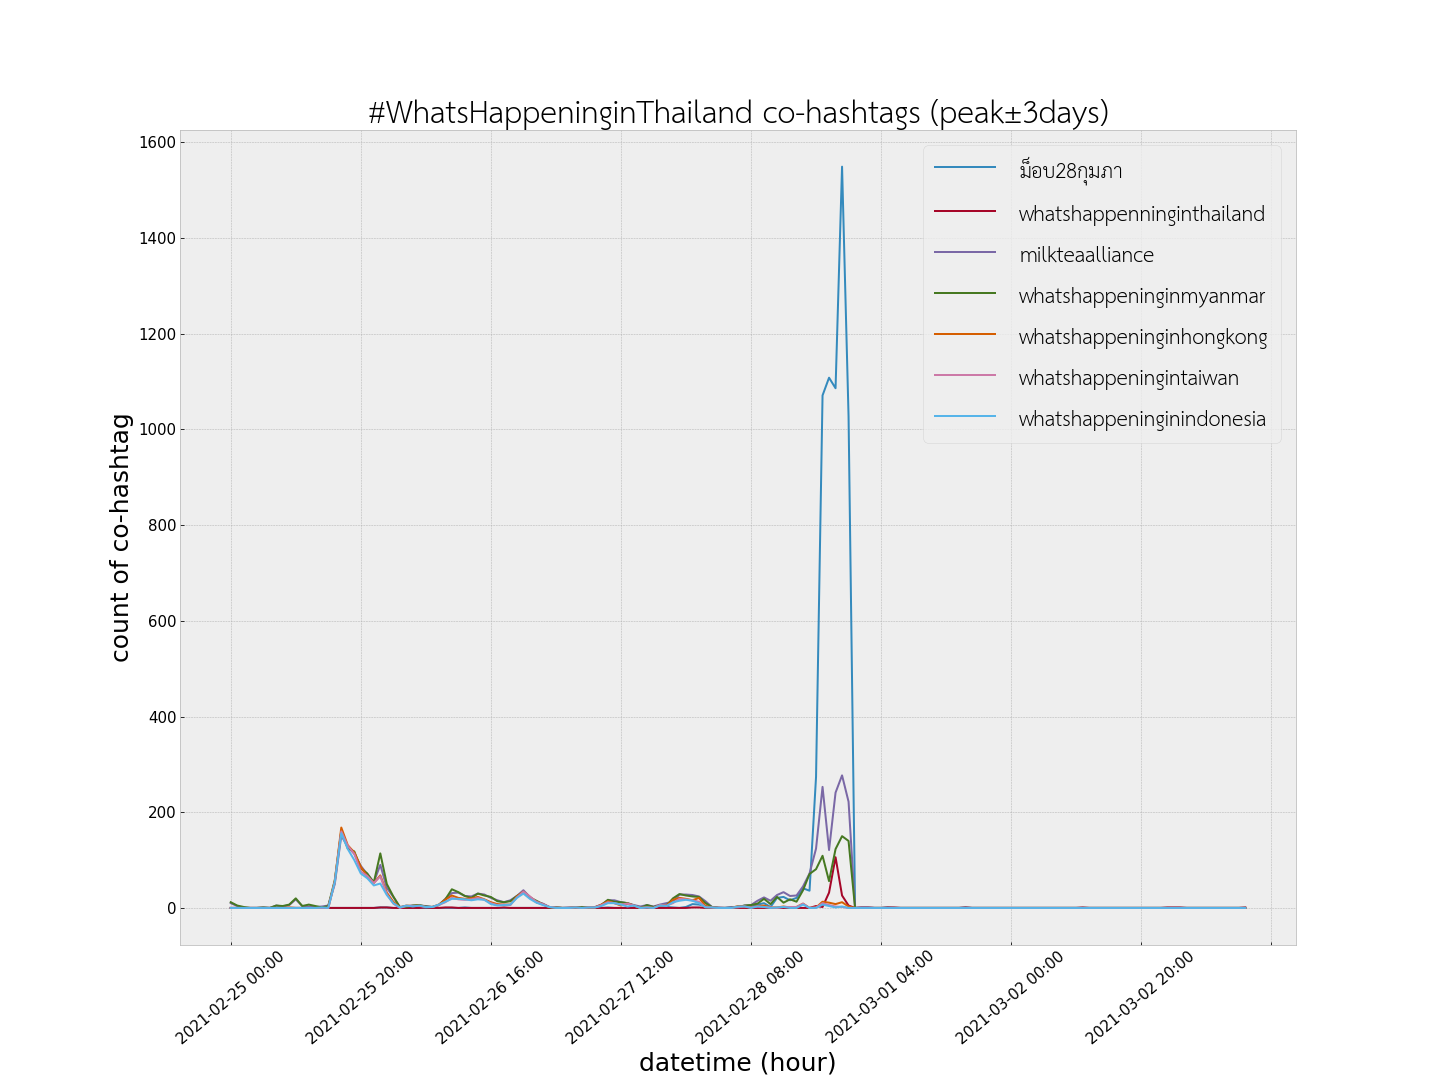 #WhatsHappeninginThailand co-hashtags (peak±3days)
1600
1400
1200
1000
800
600
400
200
0
count of co-hashtag
ม็อบ28กุมภา
whatshappenninginthailand
milkteaalliance
whatshappeninginmyanmar
whatshappeninginhongkong
whatshappeningintaiwan
whatshappeninginindonesia
2021-02-25 00:00
2021-02-25 20:00
2021-02-26 16:00
2021-02-27 12:00
2021-02-28 08:00
2021-03-01 04:00
2021-03-02 00:00
2021-03-02 20:00
datetime (hour)